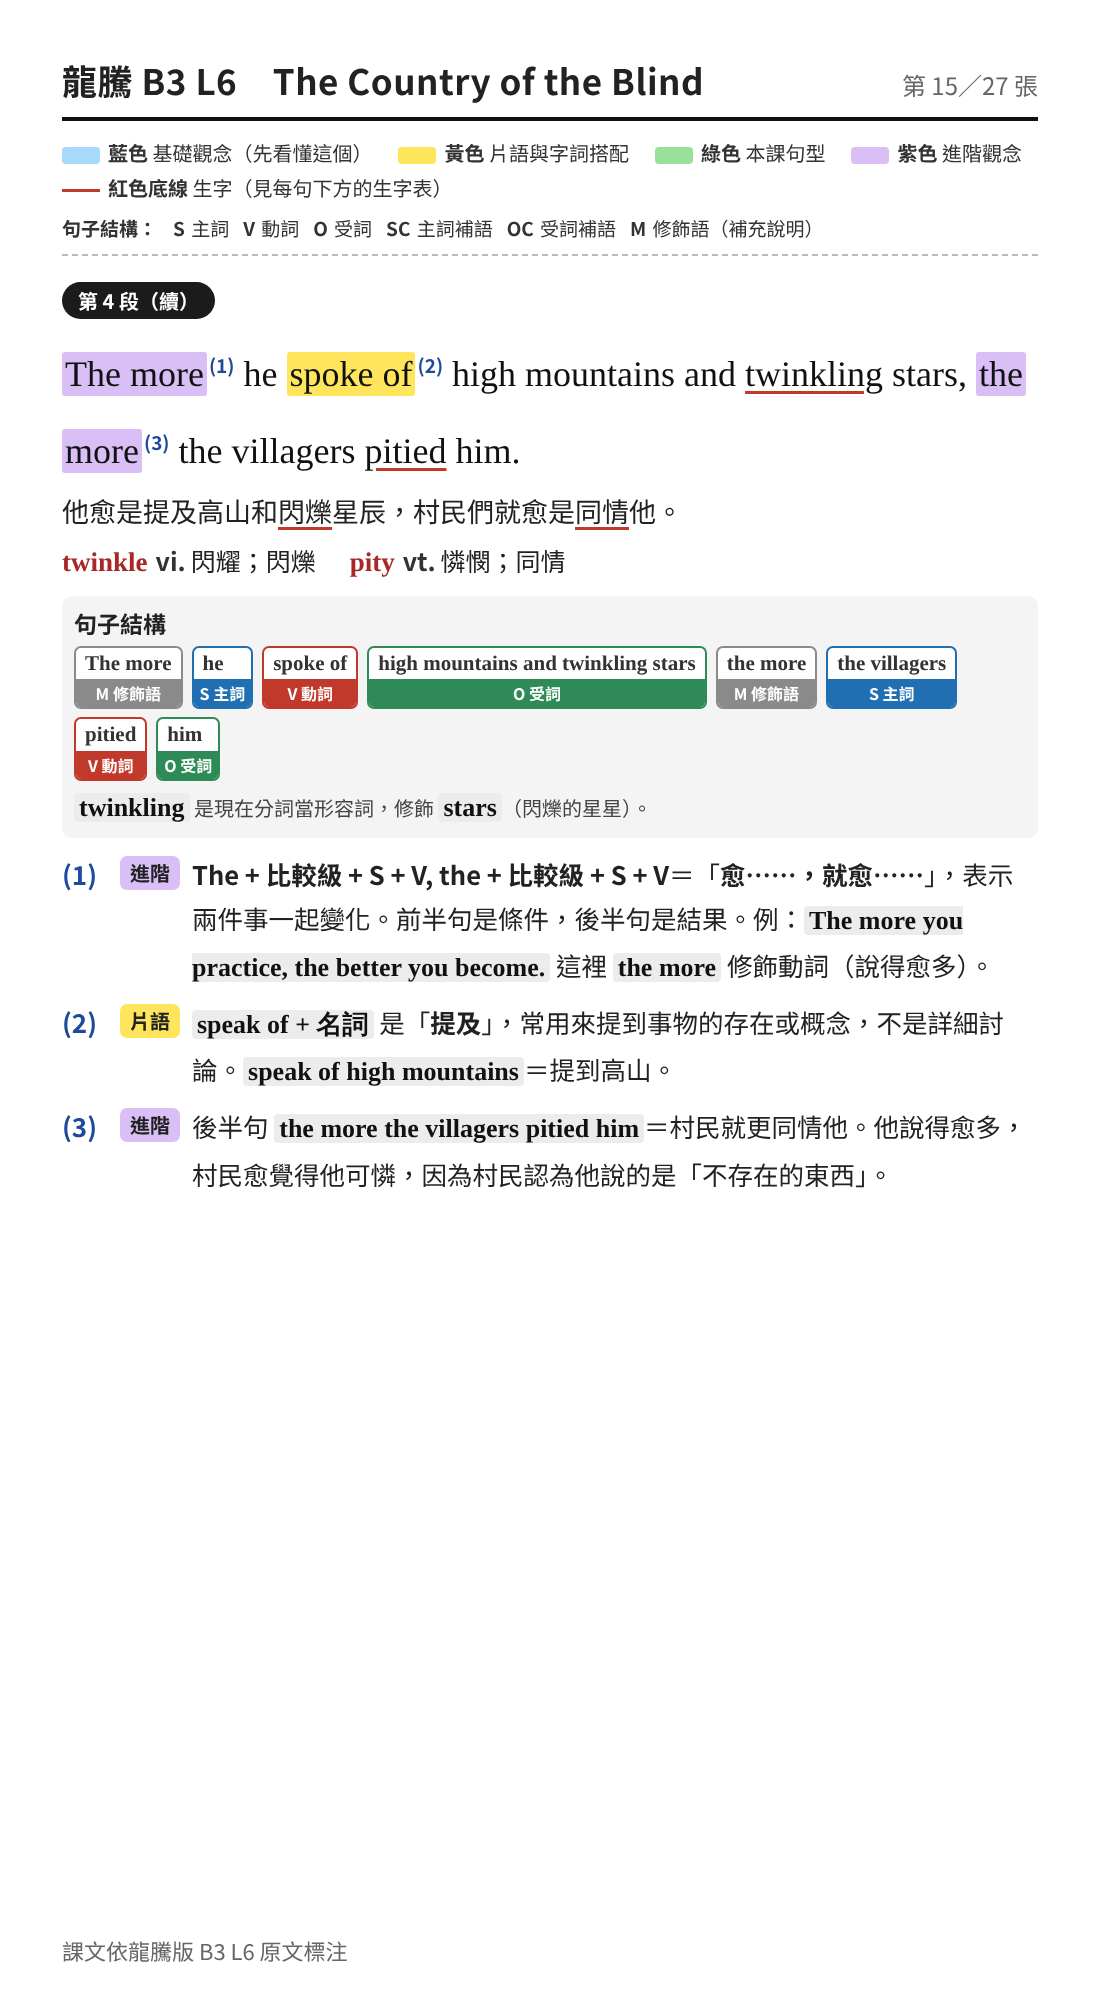 龍騰 B3 L6　The Country of the Blind
第 15／27 張
藍色 基礎觀念（先看懂這個） 黃色 片語與字詞搭配 綠色 本課句型 紫色 進階觀念
紅色底線 生字（見每句下方的生字表）
句子結構： S 主詞 V 動詞 O 受詞 SC 主詞補語 OC 受詞補語 M 修飾語（補充說明）
第 4 段（續）
The more(1) he spoke of(2) high mountains and twinkling stars, the
more(3) the villagers pitied him.
他愈是提及高山和閃爍星辰，村民們就愈是同情他。
twinkle vi. 閃耀；閃爍 pity vt. 憐憫；同情
句子結構
The more he spoke of high mountains and twinkling stars the more the villagers
M 修飾語 S 主詞 V 動詞 O 受詞 M 修飾語 S 主詞
pitied him
V 動詞 O 受詞
twinkling 是現在分詞當形容詞，修飾 stars（閃爍的星星）。
(1) 進階 The + 比較級 + S + V, the + 比較級 + S + V＝「愈……，就愈……」，表示
兩件事一起變化。前半句是條件，後半句是結果。例：The more you
practice, the better you become. 這裡 the more 修飾動詞（說得愈多）。
(2) 片語 speak of + 名詞 是「提及」，常用來提到事物的存在或概念，不是詳細討
論。speak of high mountains＝提到高山。
(3) 進階 後半句 the more the villagers pitied him＝村民就更同情他。他說得愈多，
村民愈覺得他可憐，因為村民認為他說的是「不存在的東西」。
課文依龍騰版 B3 L6 原文標注